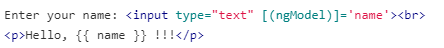 Enter your name: <input type="text" [(ngModel)]='name'><br>
<p>Hello, {{ name }} !!!</p>